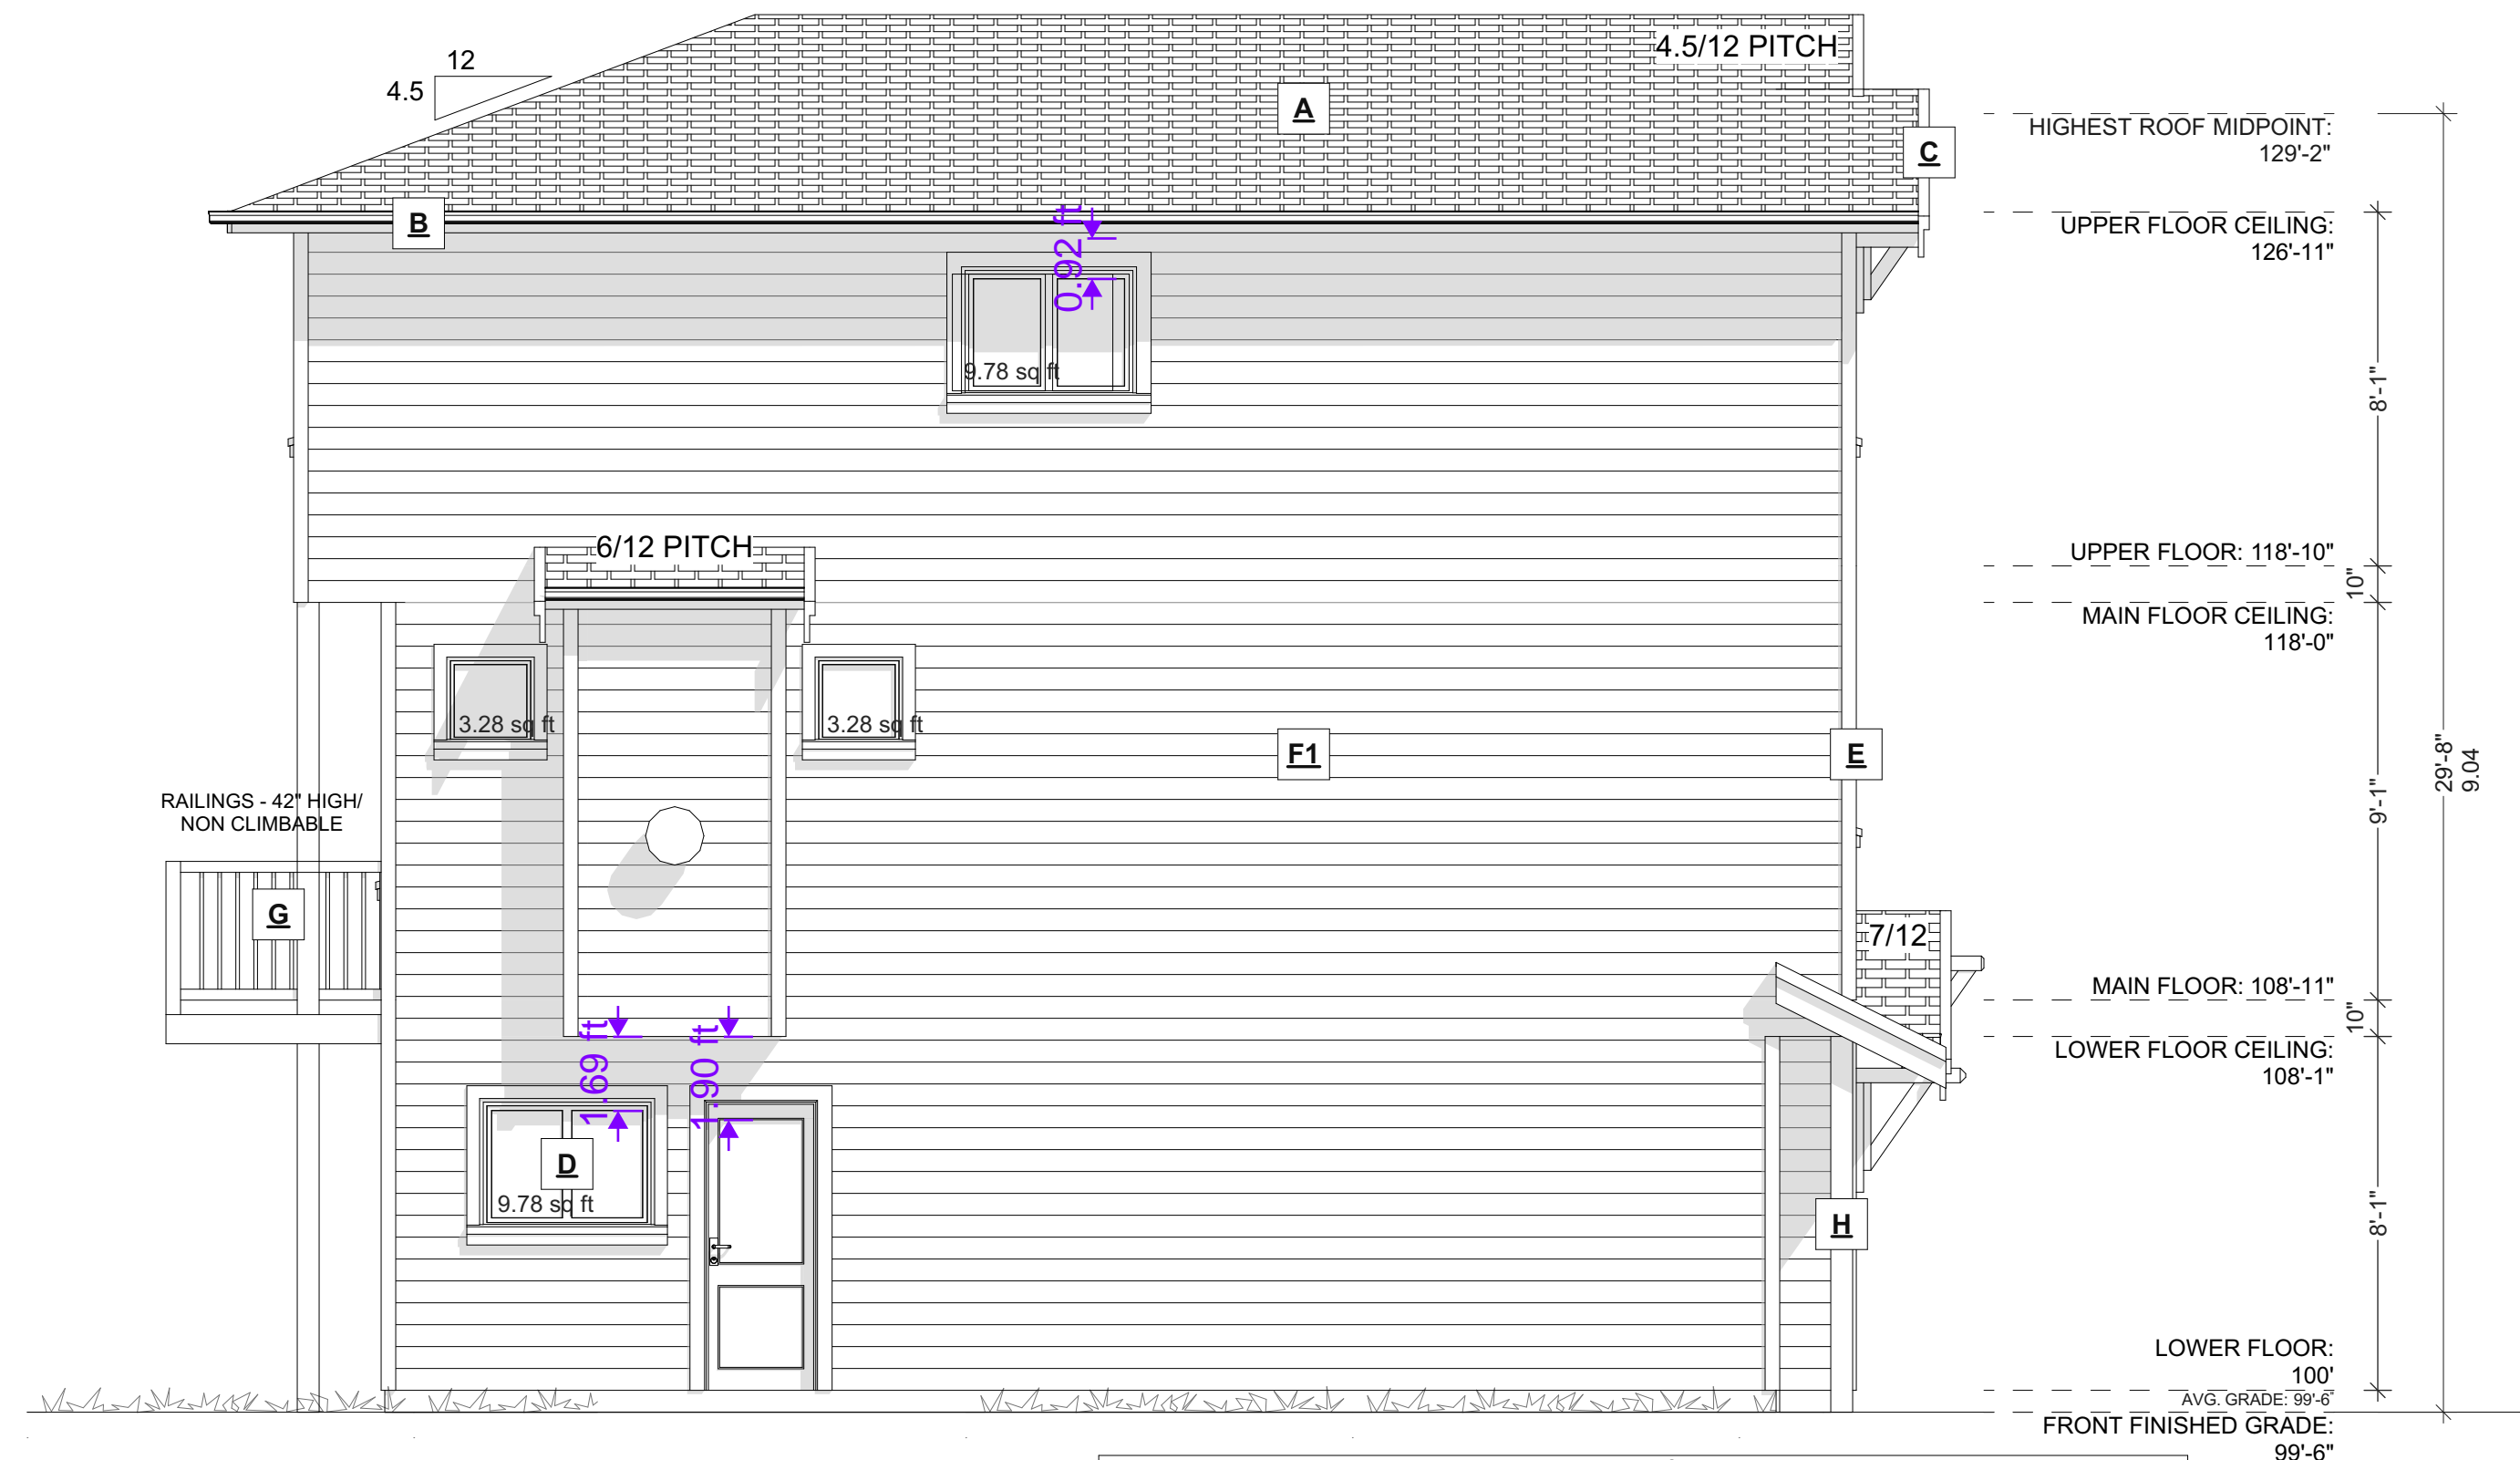 12
4.5
4.5/12 PITCH
A
HIGHEST ROOF MIDPOINT:
129'-2"
C
B
UPPER FLOOR CEILING:
126'-11"
0.92 ft
9.78 sq ft
8'-1"
6/12 PITCH
UPPER FLOOR: 118'-10"
10"
MAIN FLOOR CEILING:
118'-0"
3.28 sq ft
3.28 sq ft
F1
E
29'-8"
9.04
RAILINGS - 42" HIGH/
NON CLIMBABLE
9'-1"
G
7/12
MAIN FLOOR: 108'-11"
10"
LOWER FLOOR CEILING:
108'-1"
1.69 ft
1.90 ft
D
9.78 sq ft
H
8'-1"
LOWER FLOOR:
100'
AVG. GRADE: 99'-6"
FRONT FINISHED GRADE:
99'-6"